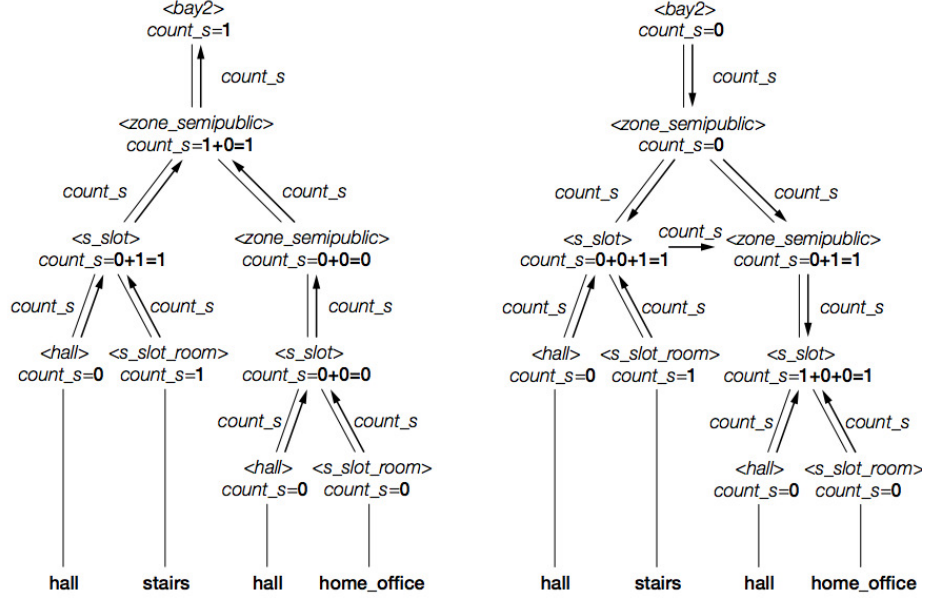 <bay2>
count_s=1
count_s
<zone_semipublic>
count_s=1+0=1
count_s
count_s
<s_slot>
count_s=0+1=1
<zone_semipublic>
count_s=0+0=0
count_s
count_s
count_s
<hall>
count_s=0
<s_slot_room>
count_s=1
<s_slot>
count_s=0+0=0
count_s
count_s
<hall>
count_s=0
<s_slot_room>
count_s=0
hall
stairs
hall
home_office
<bay2>
count_s=0
count_s
<zone_semipublic>
count_s=0
count_s
count_s
<s_slot>
count_s=0+0+1=1
count_s
<zone_semipublic>
count_s=0+1=1
count_s
count_s
count_s
<hall>
count_s=0
<s_slot_room>
count_s=1
<s_slot>
count_s=1+0+0=1
count_s
count_s
<hall>
count_s=0
<s_slot_room>
count_s=0
hall
stairs
hall
home_office